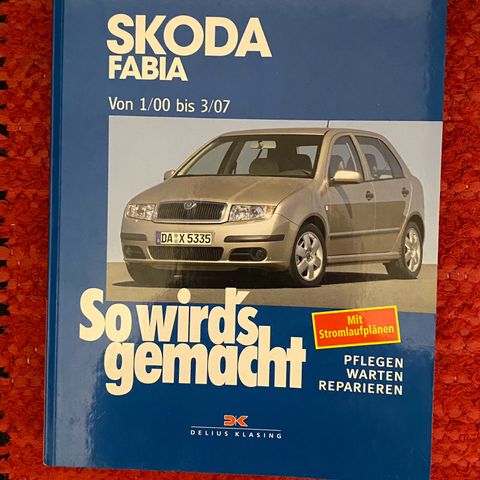 SKODA
FABIA
Von 1/00 bis 3/07
DA X 5335
So wird's
gemacht
Mit
Stromlaufplänen
PFLEGEN
WARTEN
REPARIEREN
DK
DELIUS KLASING